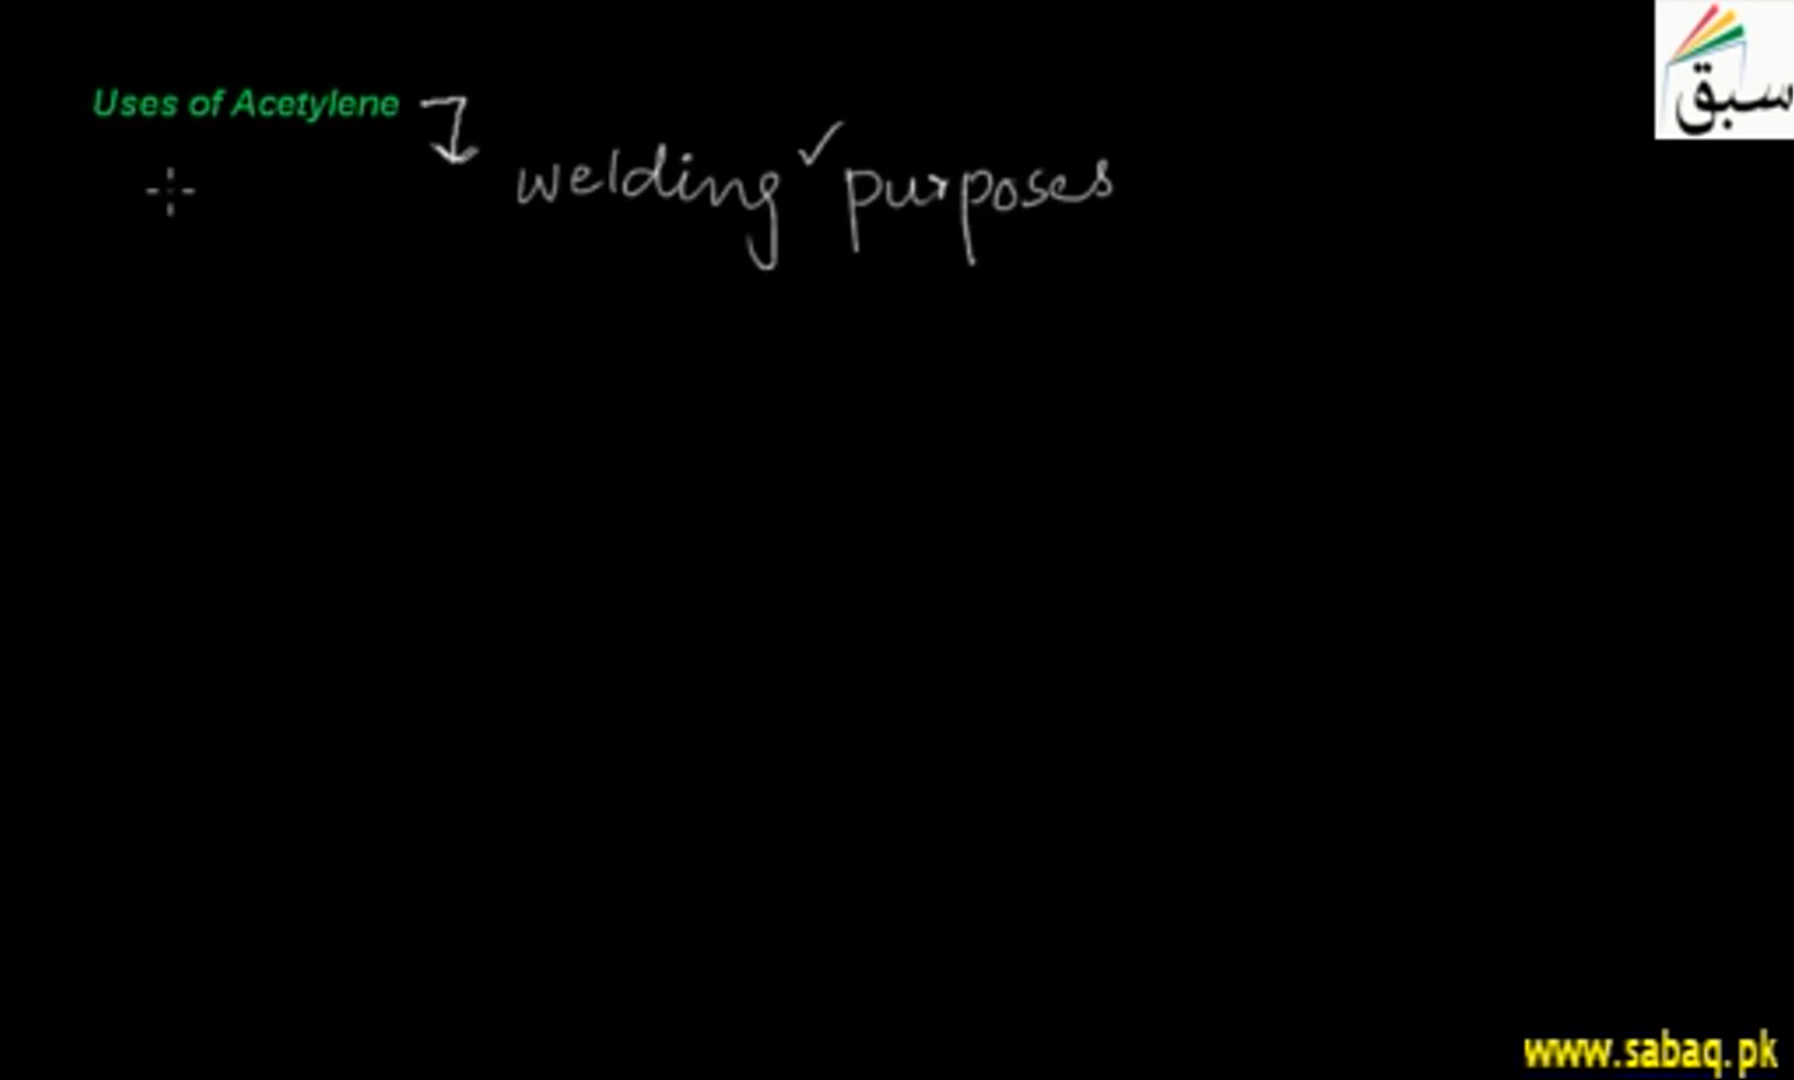 سبق
Uses of Acetylene
welding purposes
www.sabaq.pk